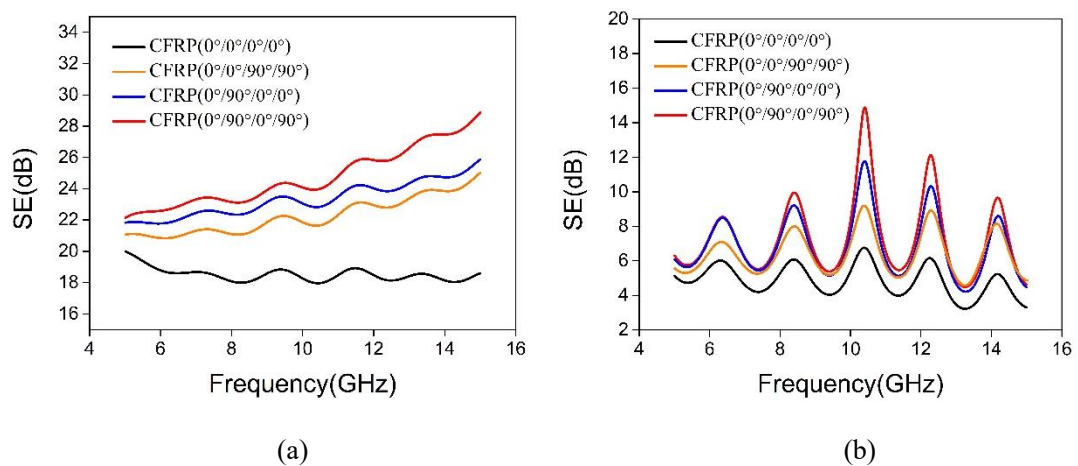 34
32
30
28
26
24
22
20
18
16
SE(dB)
CFRP(0°/0°/0°/0°)
CFRP(0°/0°/90°/90°)
CFRP(0°/90°/0°/0°)
CFRP(0°/90°/0°/90°)
4 6 8 10 12 14 16
Frequency(GHz)
(a)
20
18
16
14
12
10
8
6
4
2
SE(dB)
CFRP(0°/0°/0°/0°)
CFRP(0°/0°/90°/90°)
CFRP(0°/90°/0°/0°)
CFRP(0°/90°/0°/90°)
4 6 8 10 12 14 16
Frequency(GHz)
(b)